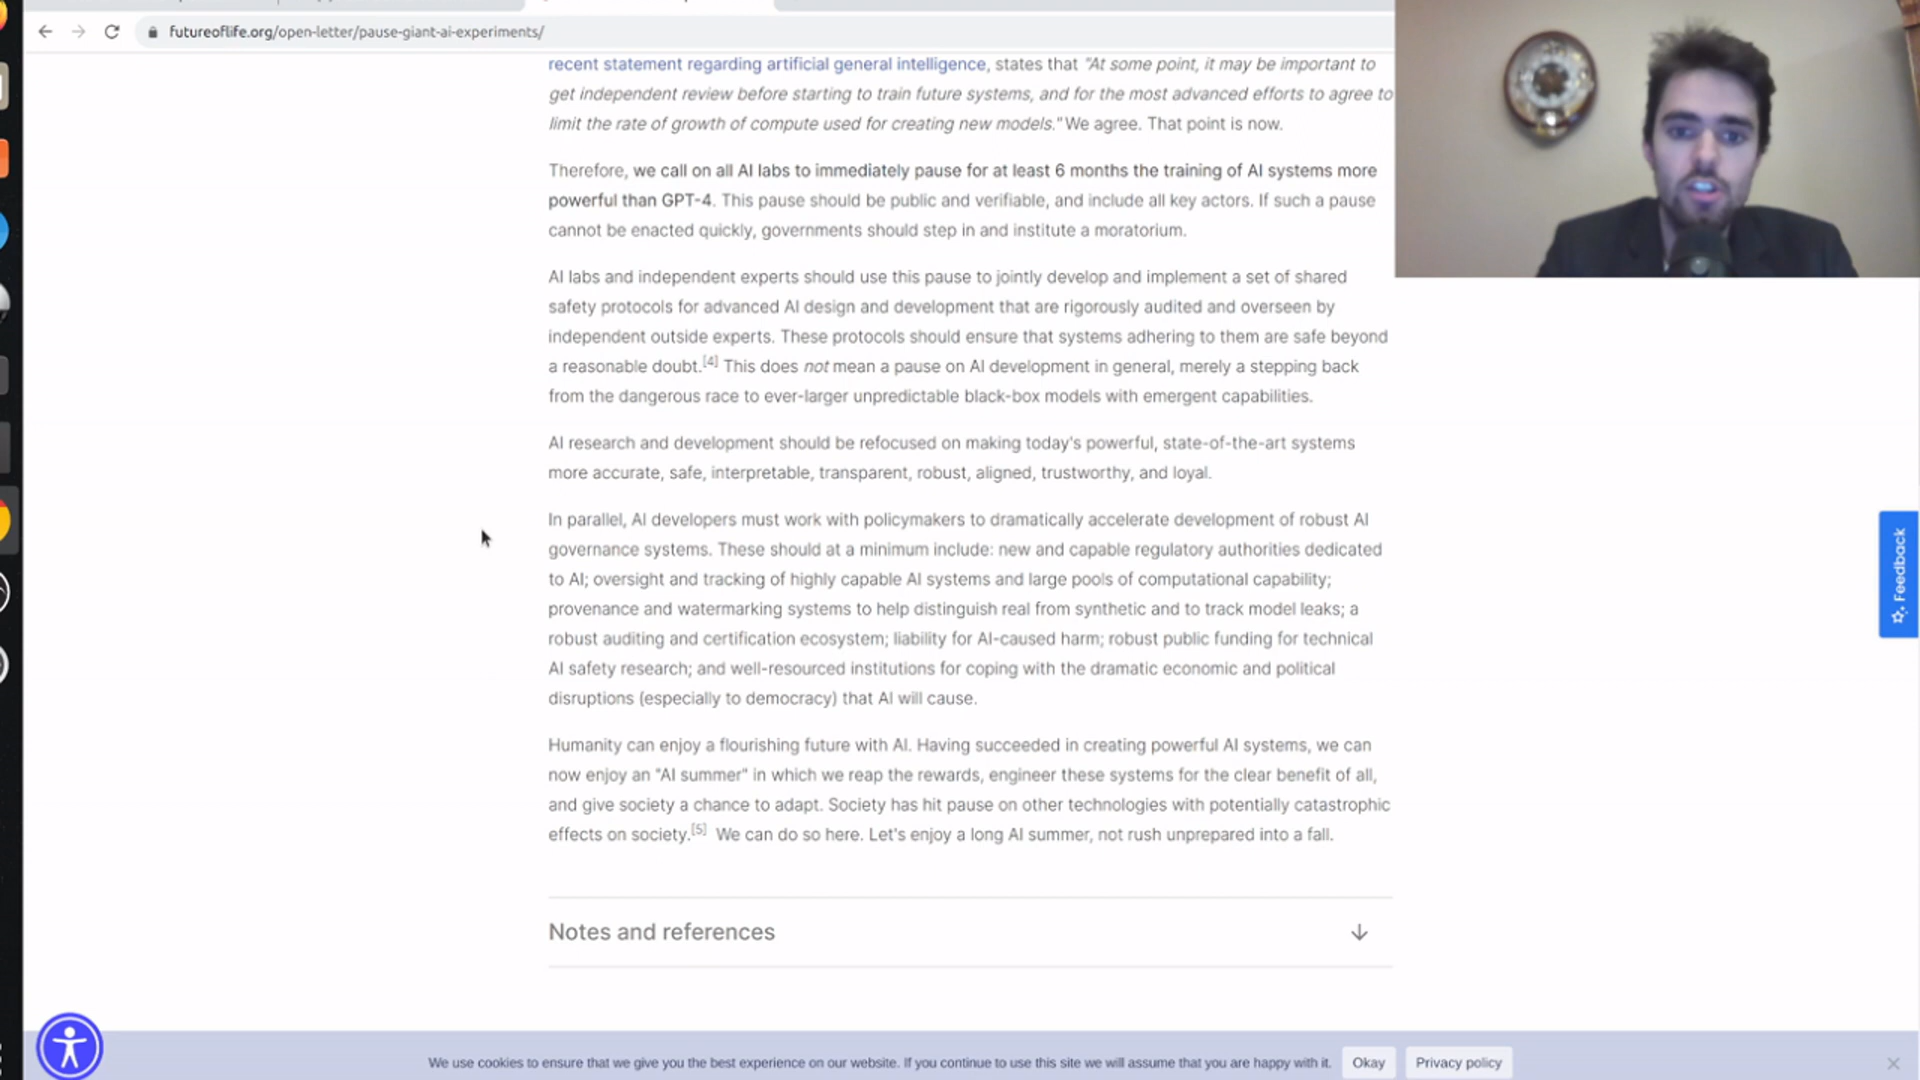 futureoflife.org/open-letter/pause-giant-ai-experiments/
recent statement regarding artificial general intelligence, states that "At some point, it may be important to
get independent review before starting to train future systems, and for the most advanced efforts to agree to
limit the rate of growth of compute used for creating new models." We agree. That point is now.
Therefore, we call on all AI labs to immediately pause for at least 6 months the training of AI systems more
powerful than GPT-4. This pause should be public and verifiable, and include all key actors. If such a pause
cannot be enacted quickly, governments should step in and institute a moratorium.
AI labs and independent experts should use this pause to jointly develop and implement a set of shared
safety protocols for advanced AI design and development that are rigorously audited and overseen by
independent outside experts. These protocols should ensure that systems adhering to them are safe beyond
a reasonable doubt.[4] This does not mean a pause on AI development in general, merely a stepping back
from the dangerous race to ever-larger unpredictable black-box models with emergent capabilities.
AI research and development should be refocused on making today's powerful, state-of-the-art systems
more accurate, safe, interpretable, transparent, robust, aligned, trustworthy, and loyal.
In parallel, AI developers must work with policymakers to dramatically accelerate development of robust AI
governance systems. These should at a minimum include: new and capable regulatory authorities dedicated
to AI; oversight and tracking of highly capable AI systems and large pools of computational capability;
provenance and watermarking systems to help distinguish real from synthetic and to track model leaks; a
robust auditing and certification ecosystem; liability for AI-caused harm; robust public funding for technical
AI safety research; and well-resourced institutions for coping with the dramatic economic and political
disruptions (especially to democracy) that AI will cause.
Humanity can enjoy a flourishing future with AI. Having succeeded in creating powerful AI systems, we can
now enjoy an "AI summer" in which we reap the rewards, engineer these systems for the clear benefit of all,
and give society a chance to adapt. Society has hit pause on other technologies with potentially catastrophic
effects on society.[5] We can do so here. Let's enjoy a long AI summer, not rush unprepared into a fall.
Notes and references
Feedback
We use cookies to ensure that we give you the best experience on our website. If you continue to use this site we will assume that you are happy with it. Okay Privacy policy